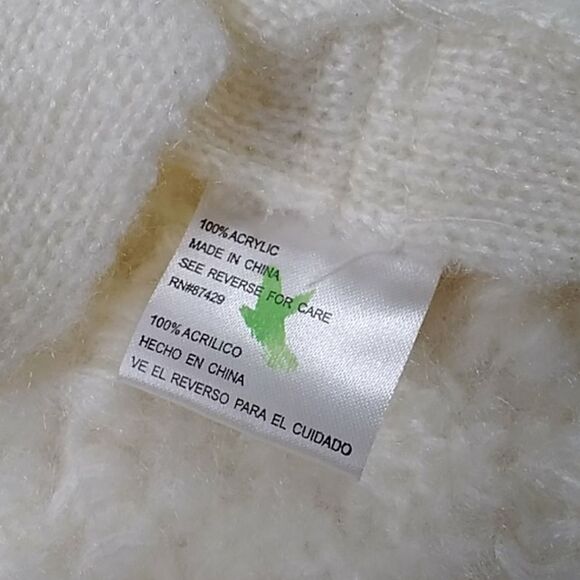 100% ACRYLIC
MADE IN CHINA
SEE REVERSE FOR CARE
RN#87429
100% ACRILICO
HECHO EN CHINA
VE EL REVERSO PARA EL CUIDADO